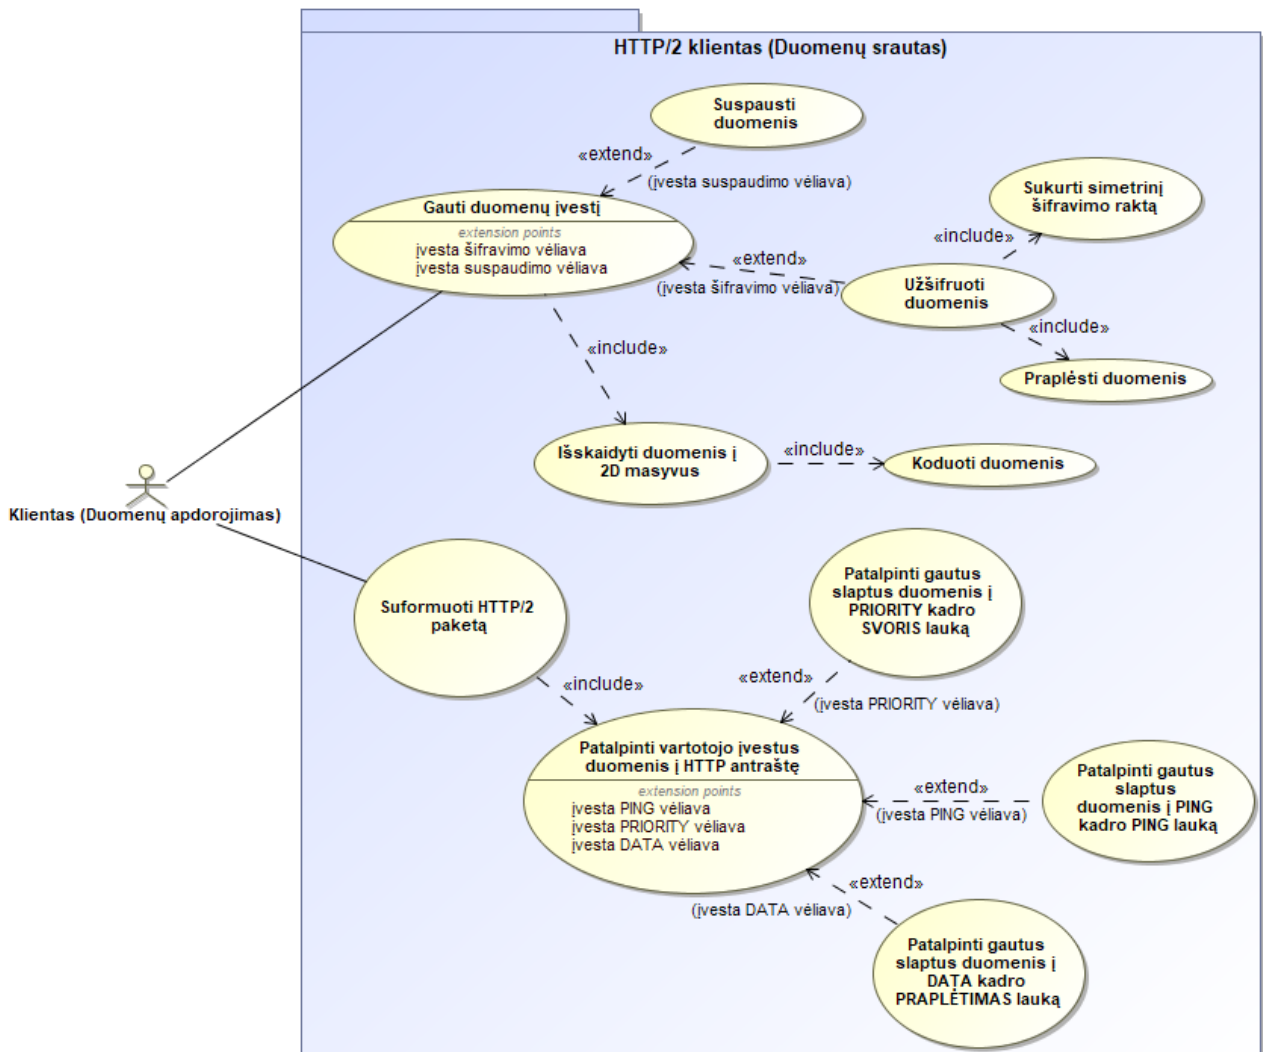 HTTP/2 klientas (Duomenų srautas)
Suspausti
duomenis
«extend»
(įvesta suspaudimo vėliava)
Gauti duomenų įvestį
extension points
įvesta šifravimo vėliava
įvesta suspaudimo vėliava
Sukurti simetrinį
šifravimo raktą
«include»
«extend»
(įvesta šifravimo vėliava)
Užšifruoti
duomenis
«include»
Praplėsti duomenis
«include»
Išskaidyti duomenis į
2D masyvus
«include»
Koduoti duomenis
Klientas (Duomenų apdorojimas)
Suformuoti HTTP/2
paketą
Patalpinti gautus
slaptus duomenis į
PRIORITY kadro
SVORIS lauką
«include»
«extend»
(įvesta PRIORITY vėliava)
Patalpinti vartotojo įvestus
duomenis į HTTP antraštę
extension points
įvesta PING vėliava
įvesta PRIORITY vėliava
įvesta DATA vėliava
«extend»
(įvesta PING vėliava)
Patalpinti gautus
slaptus
duomenis į PING
kadro PING lauką
«extend»
(įvesta DATA vėliava)
Patalpinti gautus
slaptus duomenis į
DATA kadro
PRAPLĖTIMAS lauką